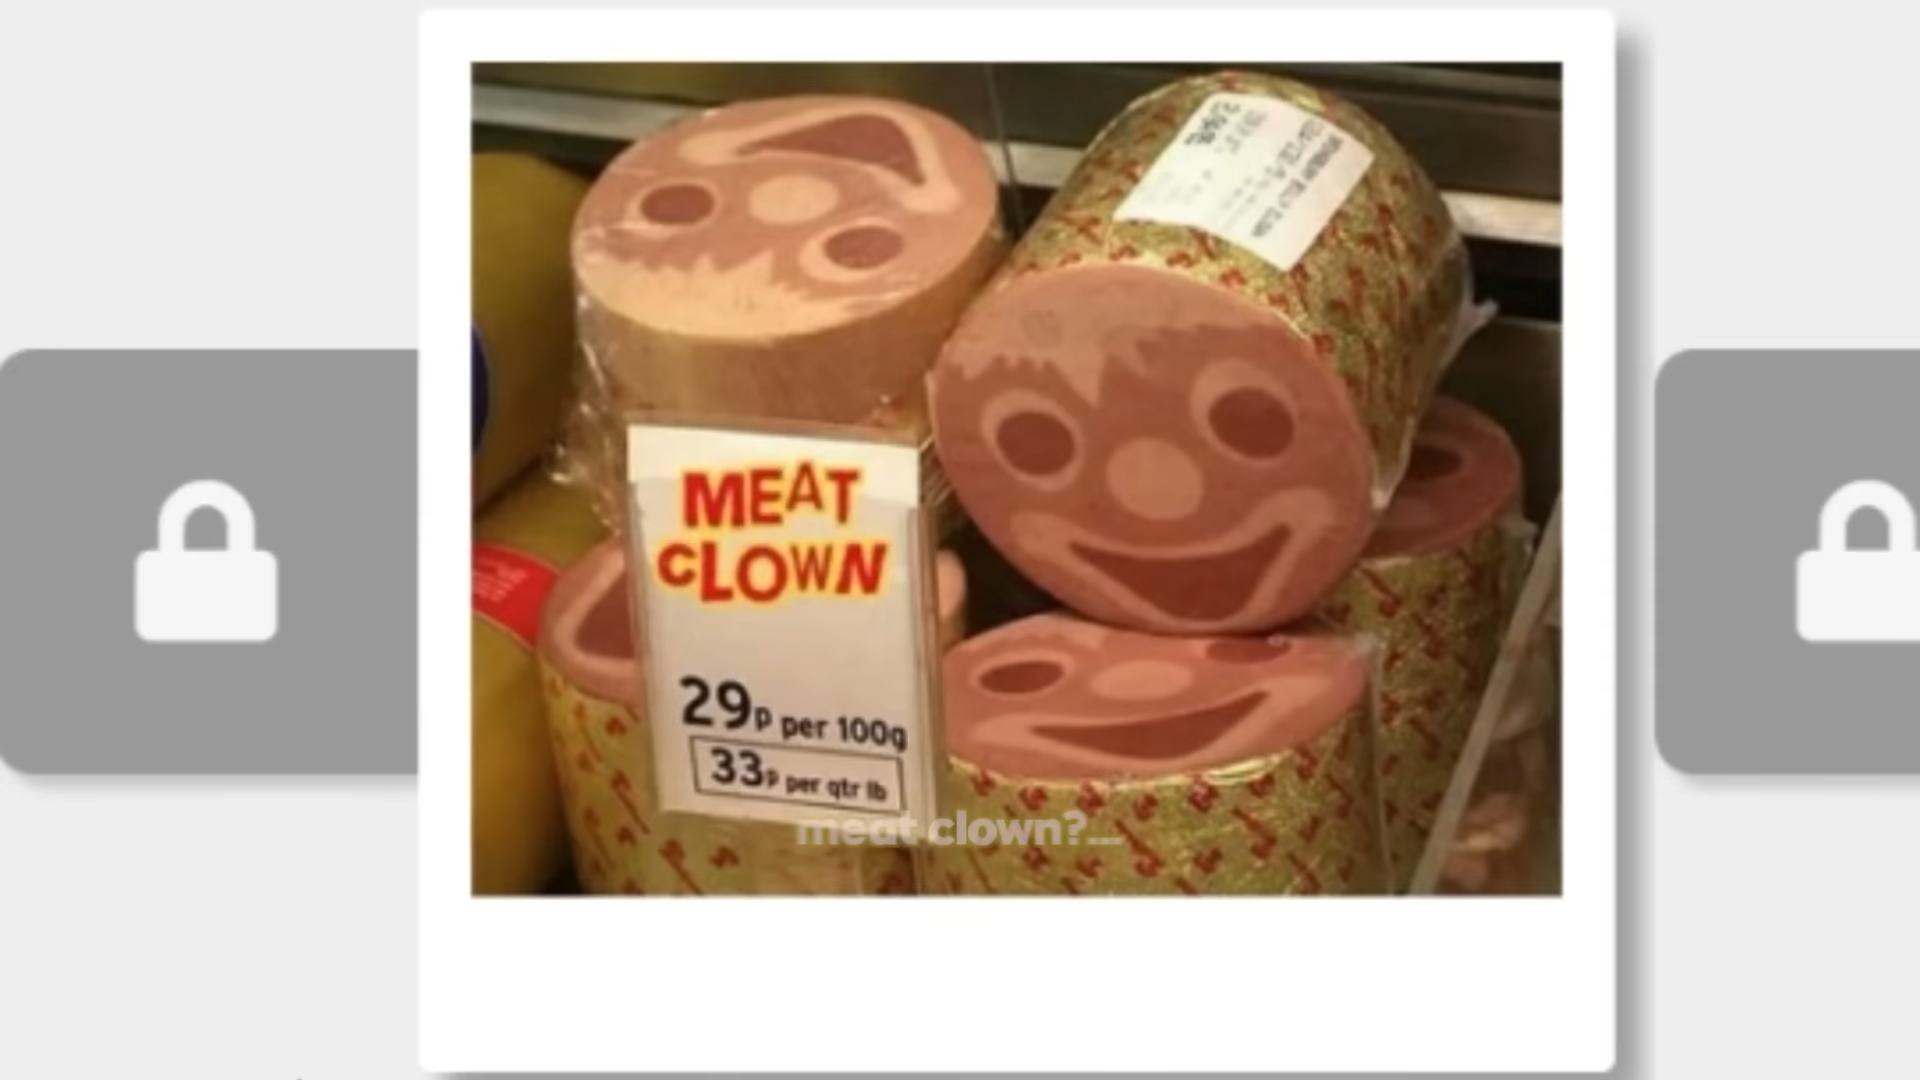 MEAT
CLOWN
29p per 100g
33p per qtr lb
meat clown?...